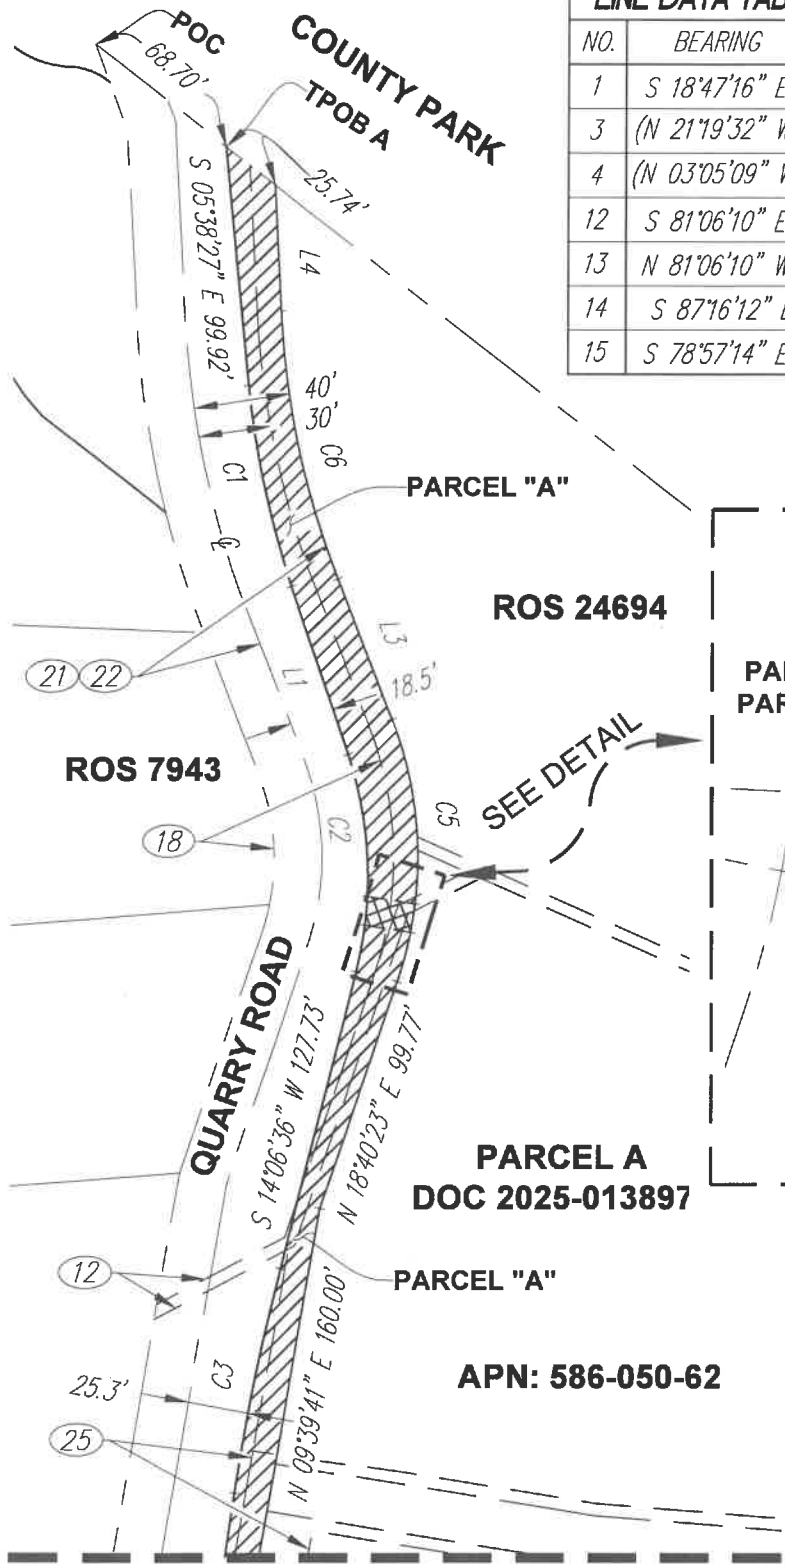 LINE DATA TAB
NO. BEARING
1 S 18°47'16" E
3 (N 21°19'32" W
4 (N 03°05'09" W
12 S 81°06'10" E
13 N 81°06'10" W
14 S 87°16'12"
15 S 78°57'14" E
POC
68.70'
COUNTY PARK
TPOB A
25.74'
S 05°38'27" E 99.92'
L4
40'
30'
C1
C6
PARCEL "A"
℄
ROS 24694
21 22
L1
L3
18.5'
PAR
ROS 7943
SEE DETAIL
18
C2
C5
QUARRY ROAD
S 14°06'36" W 127.73'
N 18°40'23" E 99.77'
PARCEL A
DOC 2025-013897
12
PARCEL "A"
25.3'
C3
N 09°39'41" E 160.00'
APN: 586-050-62
25